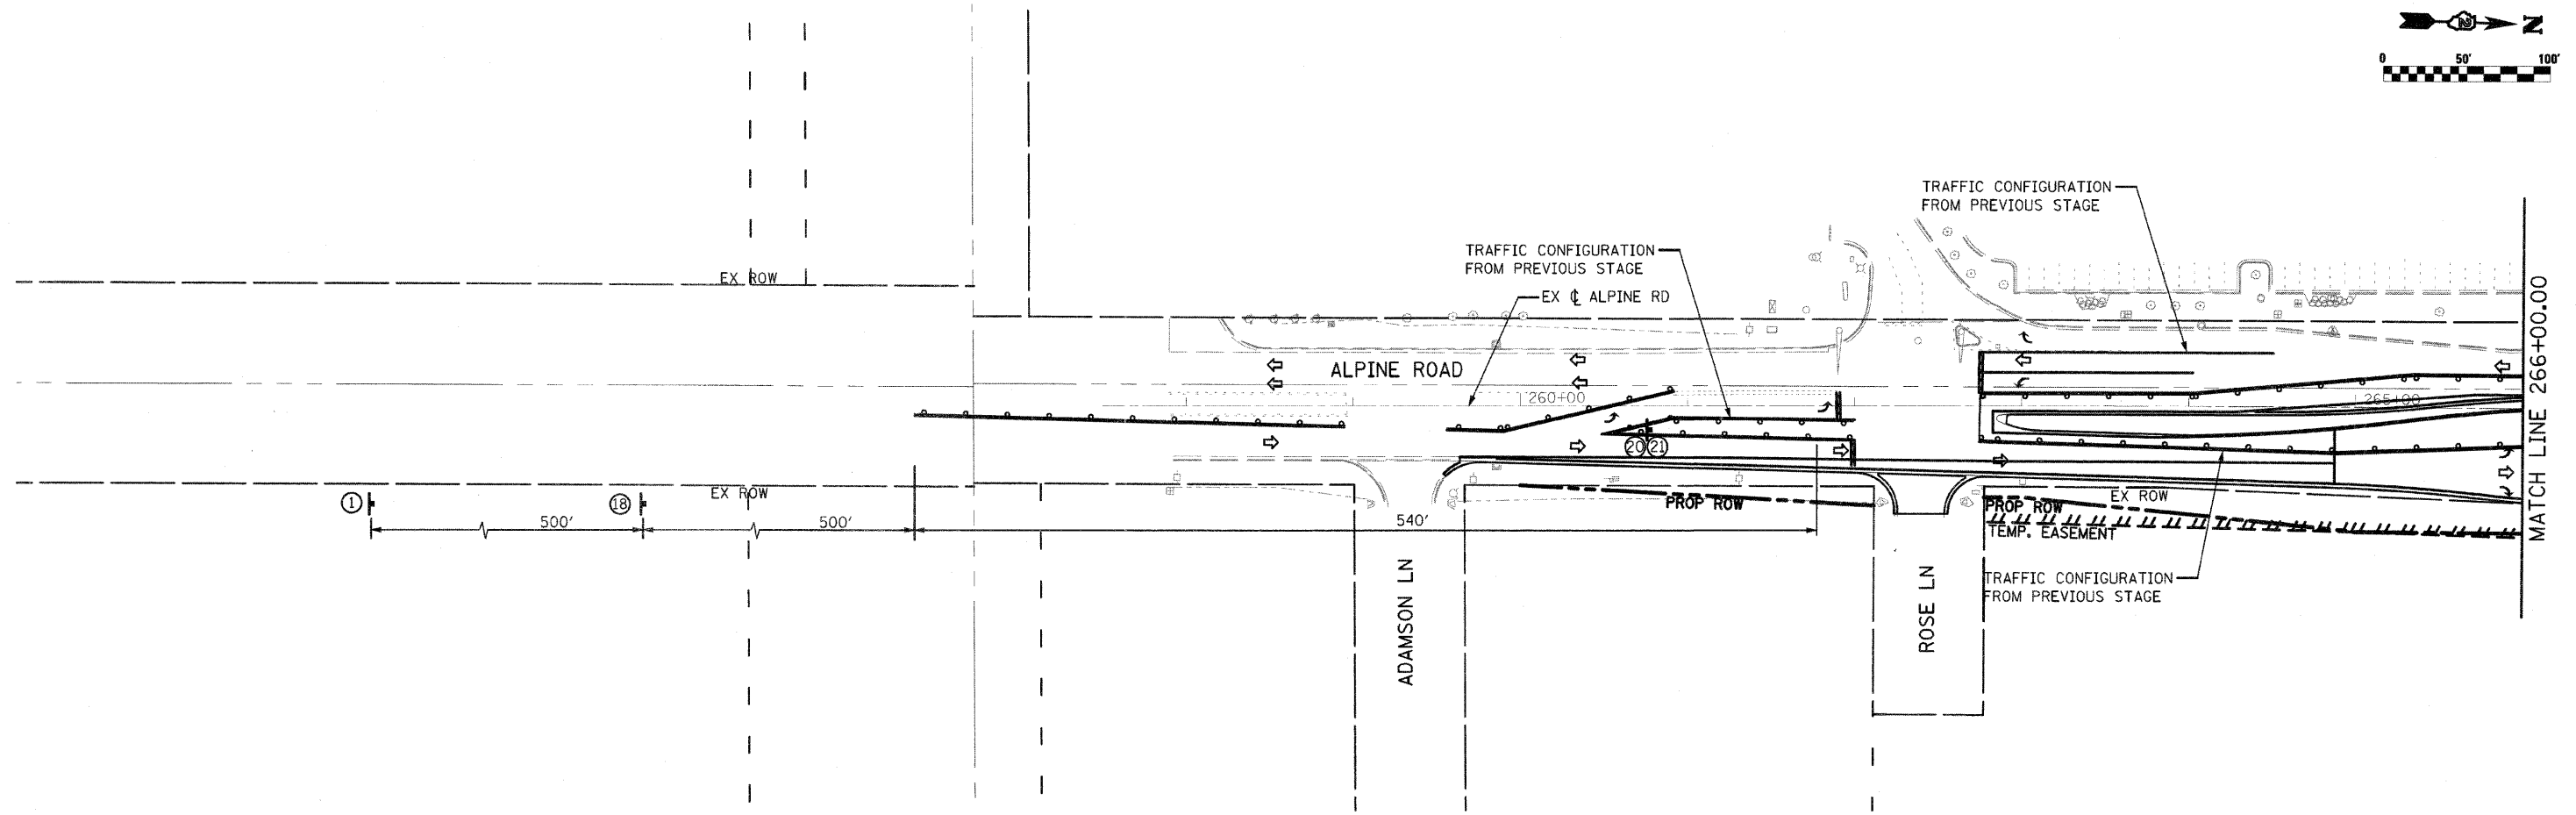 N
0 50' 100'
TRAFFIC CONFIGURATION
FROM PREVIOUS STAGE
TRAFFIC CONFIGURATION
FROM PREVIOUS STAGE
EX ROW
EX ℄ ALPINE RD
ALPINE ROAD
260+00
265+00
MATCH LINE 266+00.00
20 21
1
18
EX ROW
500'
500'
540'
PROP ROW
PROP ROW
EX ROW
TEMP. EASEMENT
ADAMSON LN
ROSE LN
TRAFFIC CONFIGURATION
FROM PREVIOUS STAGE